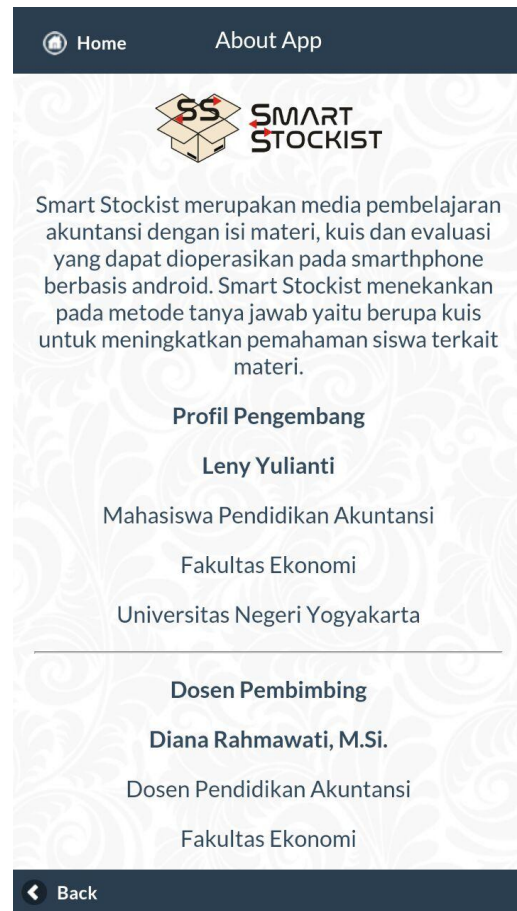 Home
About App
SS
SMART
STOCKIST
Smart Stockist merupakan media pembelajaran
akuntansi dengan isi materi, kuis dan evaluasi
yang dapat dioperasikan pada smarthphone
berbasis android. Smart Stockist menekankan
pada metode tanya jawab yaitu berupa kuis
untuk meningkatkan pemahaman siswa terkait
materi.
Profil Pengembang
Leny Yulianti
Mahasiswa Pendidikan Akuntansi
Fakultas Ekonomi
Universitas Negeri Yogyakarta
Dosen Pembimbing
Diana Rahmawati, M.Si.
Dosen Pendidikan Akuntansi
Fakultas Ekonomi
Back